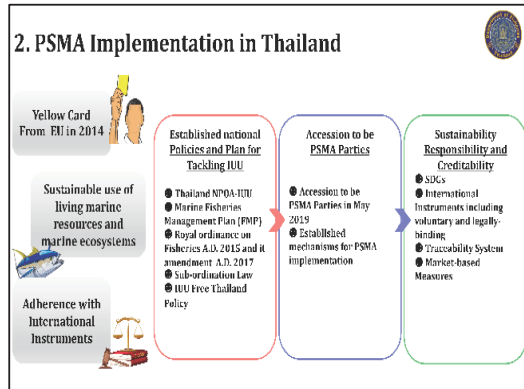 2. PSMA Implementation in Thailand
Yellow Card
From EU in 2014
Sustainable use of
living marine
resources and
marine ecosystems
Adherence with
International
Instruments
Established national
Policies and Plan for
Tackling IUU
● Thailand NPOA-IUU
● Marine Fisheries
Management Plan (FMP)
● Royal ordinance on
Fisheries A.D. 2015 and it
amendment A.D. 2017
● Sub-ordination Law
● IUU Free Thailand
Policy
Accession to be
PSMA Parties
● Accession to be
PSMA Parties in May
2019
● Established
mechanisms for PSMA
implementation
Sustainability
Responsibility and
Creditability
● SDGs
● International
Instruments including
voluntary and legally-
binding
● Traceability System
● Market-based
Measures